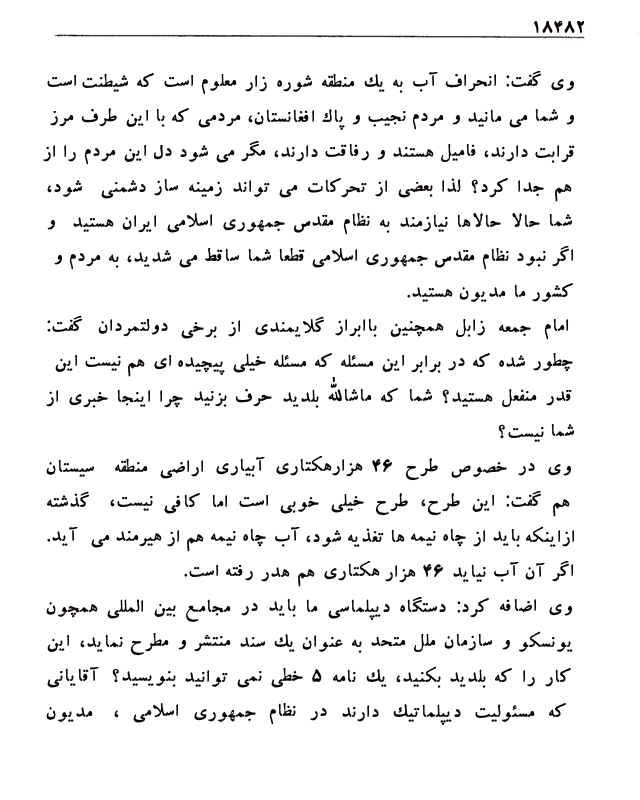 ۱۸۴۸۲
وی گفت: انحراف آب به یك منطقه شوره زار معلوم است که شیطنت است
و شما می مانید و مردم نجیب و پاك افغانستان، مردمی که با این طرف مرز
قرابت دارند، فامیل هستند و رفاقت دارند، مگر می شود دل این مردم را از
هم جدا کرد؟ لذا بعضی از تحرکات می تواند زمینه ساز دشمنی شود،
شما حالا حالاها نیازمند به نظام مقدس جمهوری اسلامی ایران هستید و
اگر نبود نظام مقدس جمهوری اسلامی قطعا شما ساقط می شدید، به مردم و
کشور ما مدیون هستید.
امام جمعه زابل همچنین باابراز گلایمندی از برخی دولتمردان گفت:
چطور شده که در برابر این مسئله که مسئله خیلی پیچیده ای هم نیست این
قدر منفعل هستید؟ شما که ماشالله بلدید حرف بزنید چرا اینجا خبری از
شما نیست؟
وی در خصوص طرح ۴۶ هزارهکتاری آبیاری اراضی منطقه سیستان
هم گفت: این طرح، طرح خیلی خوبی است اما کافی نیست، گذشته
ازاینکه باید از چاه نیمه ها تغذیه شود، آب چاه نیمه هم از هیرمند می آید.
اگر آن آب نیاید ۴۶ هزار هکتاری هم هدر رفته است.
وی اضافه کرد: دستگاه دیپلماسی ما باید در مجامع بین المللی همچون
یونسکو و سازمان ملل متحد به عنوان یك سند منتشر و مطرح نماید، این
کار را که بلدید بکنید، یك نامه ۵ خطی نمی توانید بنویسید؟ آقایانی
که مسئولیت دیپلماتیك دارند در نظام جمهوری اسلامی ، مدیون